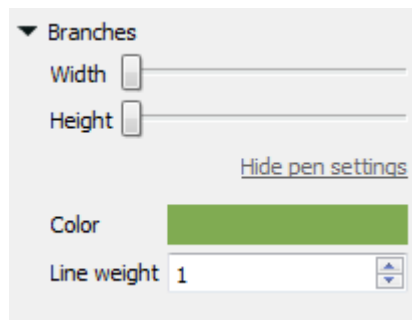 Branches
Width
Height
Hide pen settings
Color
Line weight 1